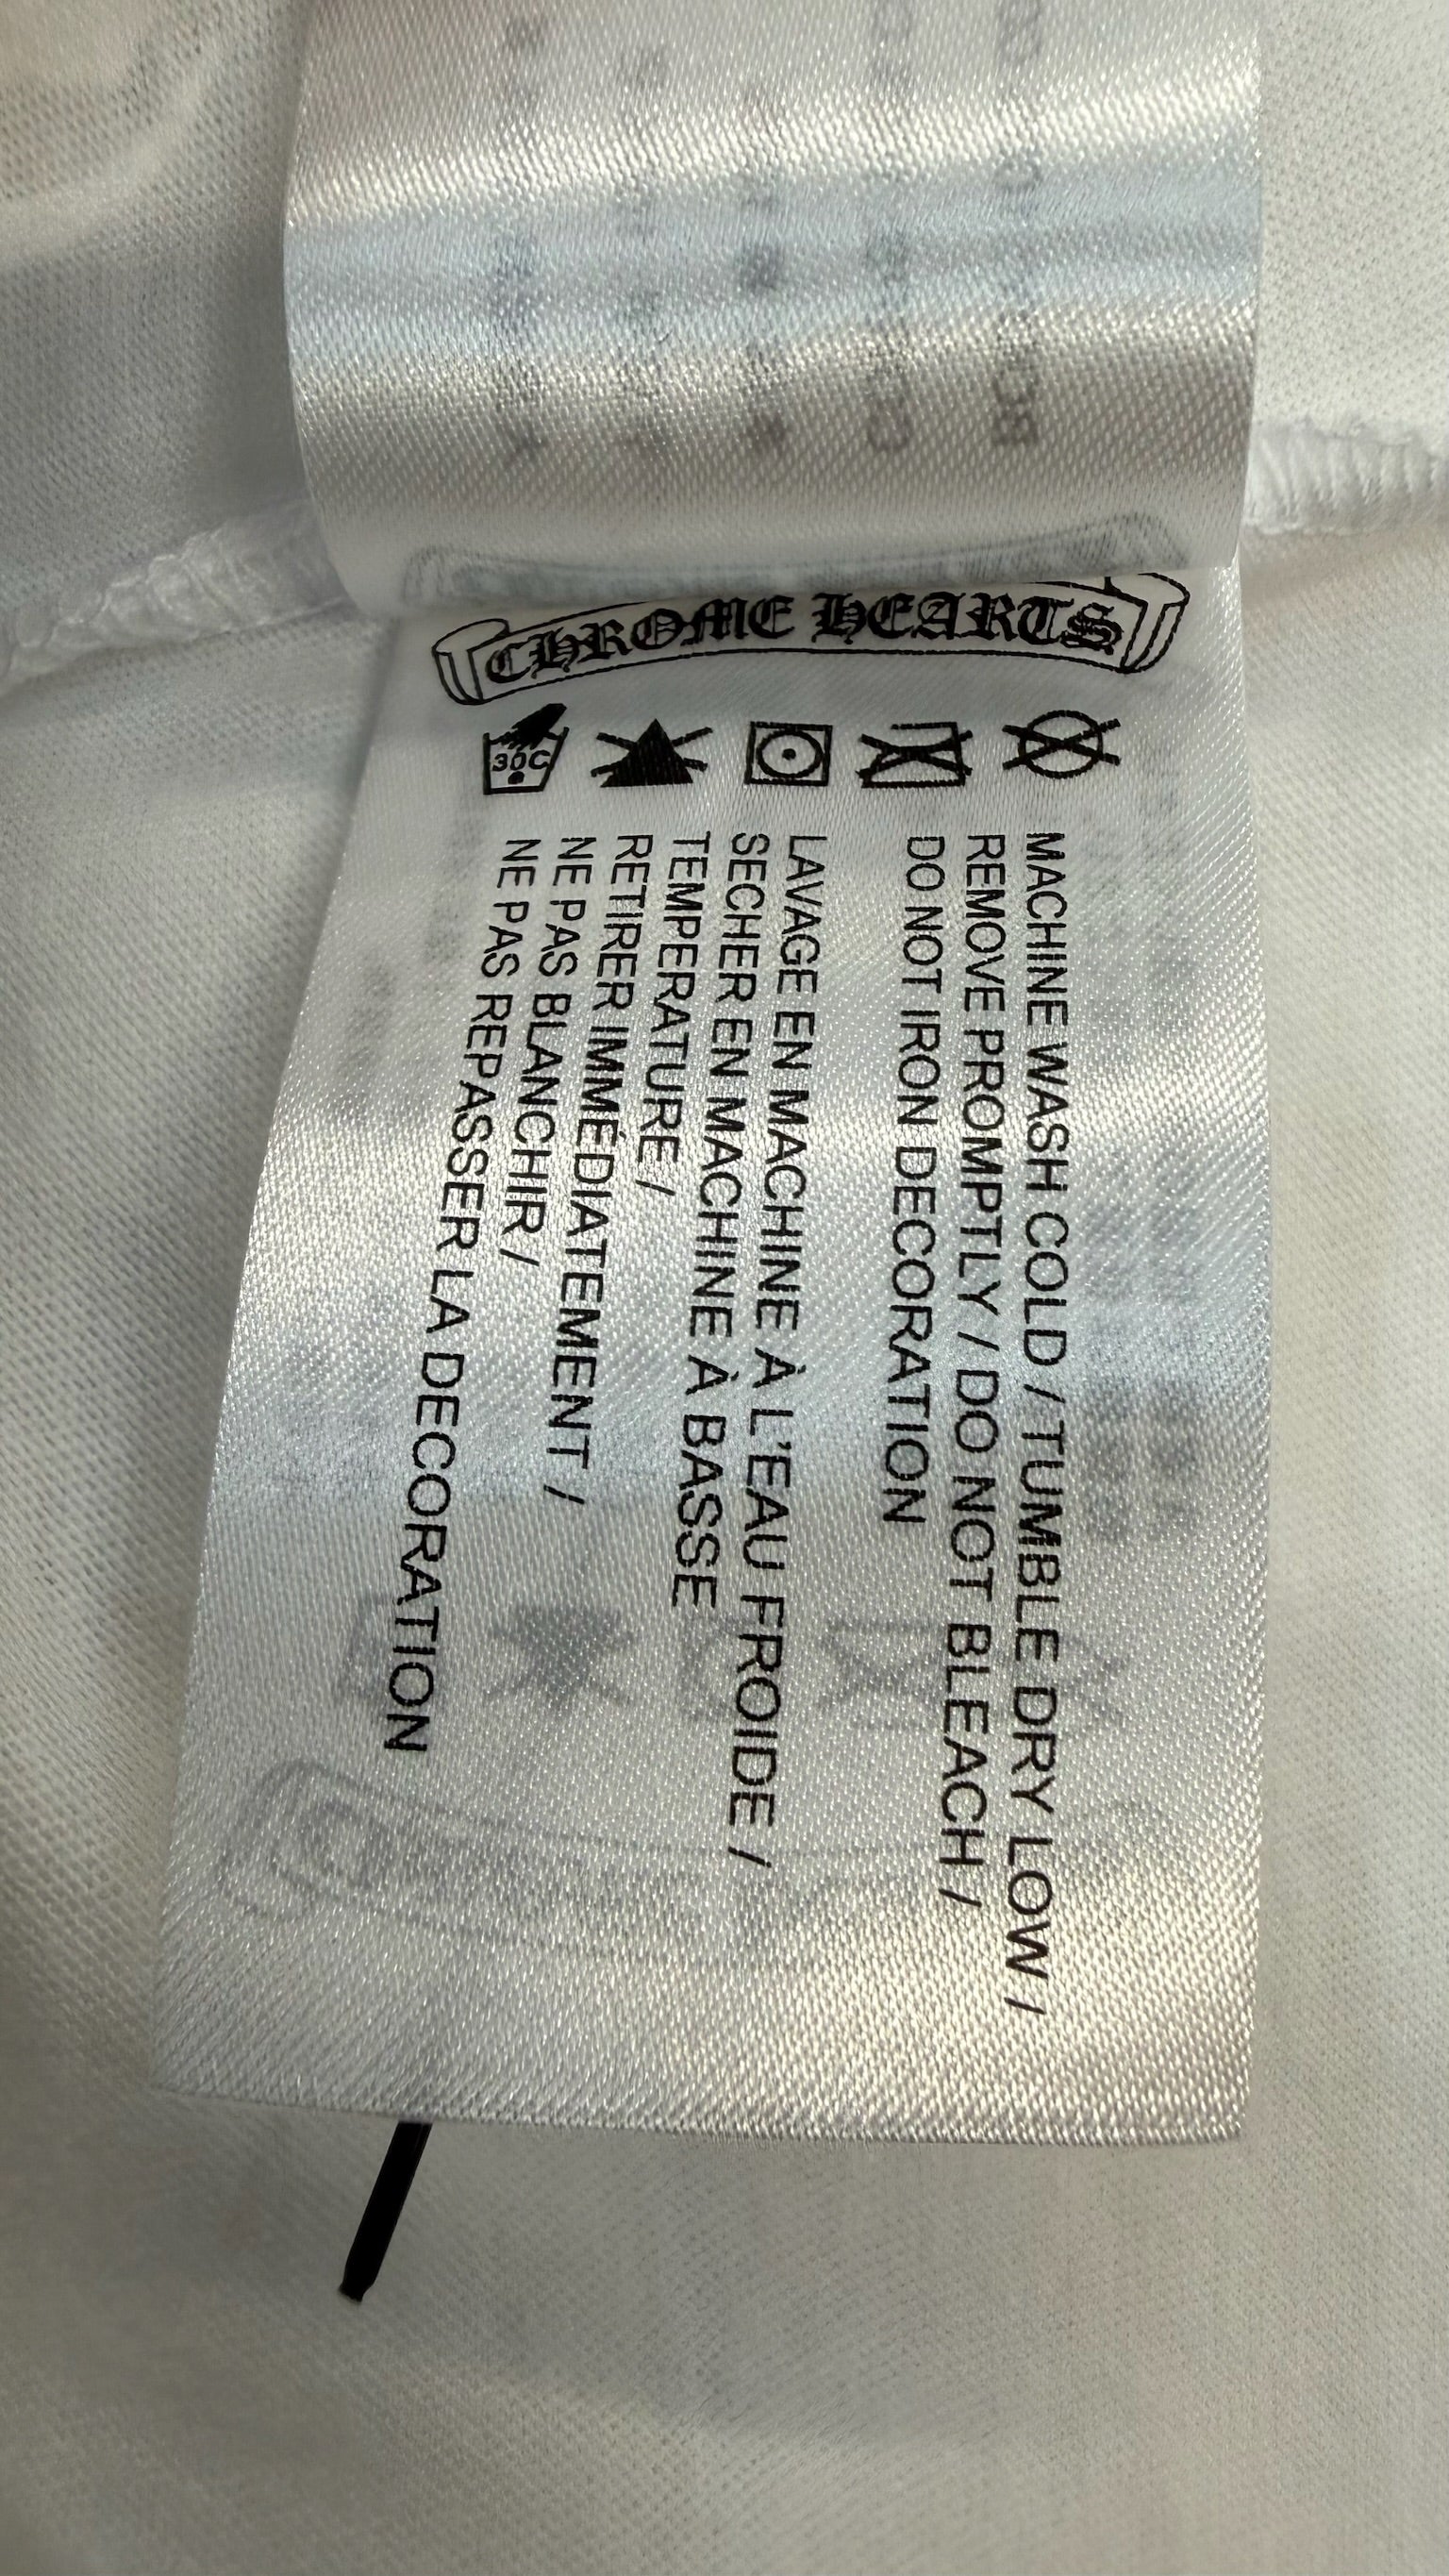 CHROME HEARTS
30C
MACHINE WASH COLD / TUMBLE DRY LOW /
REMOVE PROMPTLY / DO NOT BLEACH /
DO NOT IRON DECORATION
LAVAGE EN MACHINE À L'EAU FROIDE /
SECHER EN MACHINE À BASSE
TEMPERATURE /
RETIRER IMMÉDIATEMENT /
NE PAS BLANCHIR /
NE PAS REPASSER LA DECORATION